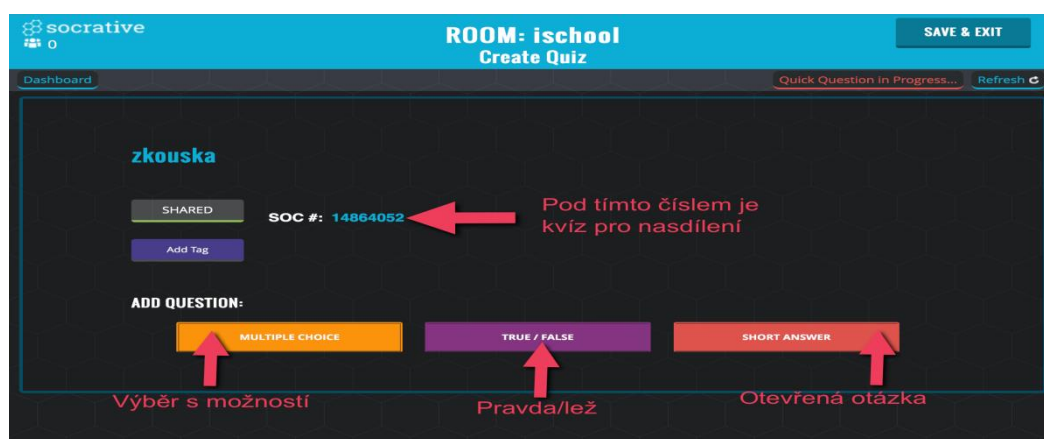 socrative
0
ROOM: ischool
Create Quiz
SAVE & EXIT
Dashboard
Quick Question in Progress...
Refresh
zkouska
SHARED
SOC #: 14864052
Pod tímto číslem je
kvíz pro nasdílení
Add Tag
ADD QUESTION:
MULTIPLE CHOICE
TRUE / FALSE
SHORT ANSWER
Výběr s možností
Pravda/lež
Otevřená otázka